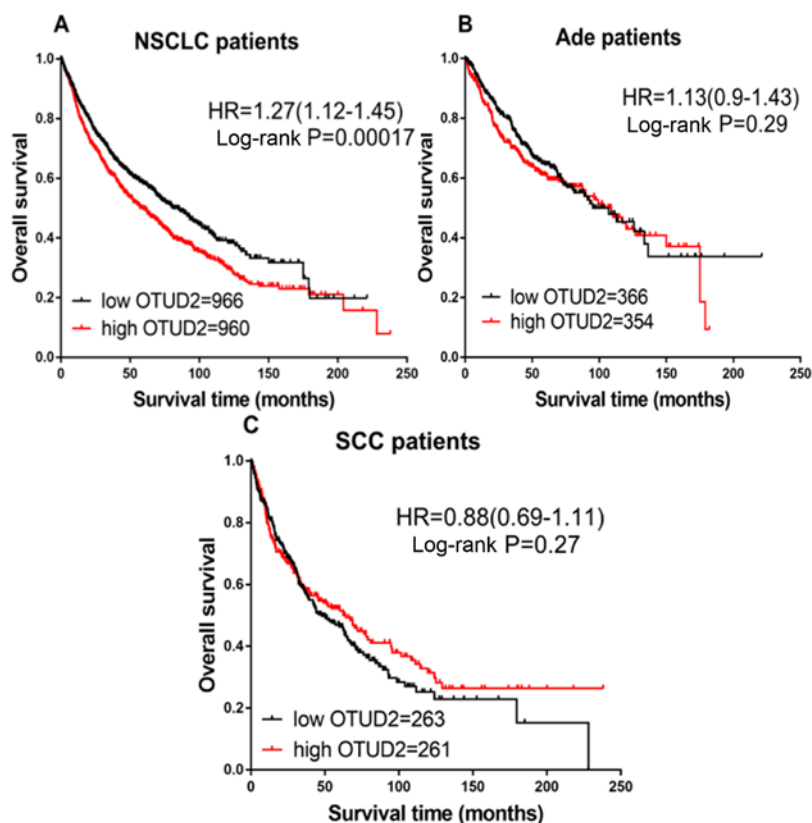 A
NSCLC patients
HR=1.27(1.12-1.45)
Log-rank P=0.00017
Overall survival
1.0
0.8
0.6
0.4
0.2
0.0
low OTUD2=966
high OTUD2=960
0 50 100 150 200 250
Survival time (months)
B
Ade patients
HR=1.13(0.9-1.43)
Log-rank P=0.29
Overall survival
1.0
0.8
0.6
0.4
0.2
0.0
low OTUD2=366
high OTUD2=354
0 50 100 150 200 250
Survival time (months)
C
SCC patients
HR=0.88(0.69-1.11)
Log-rank P=0.27
Overall survival
1.0
0.8
0.6
0.4
0.2
0.0
low OTUD2=263
high OTUD2=261
0 50 100 150 200 250
Survival time (months)